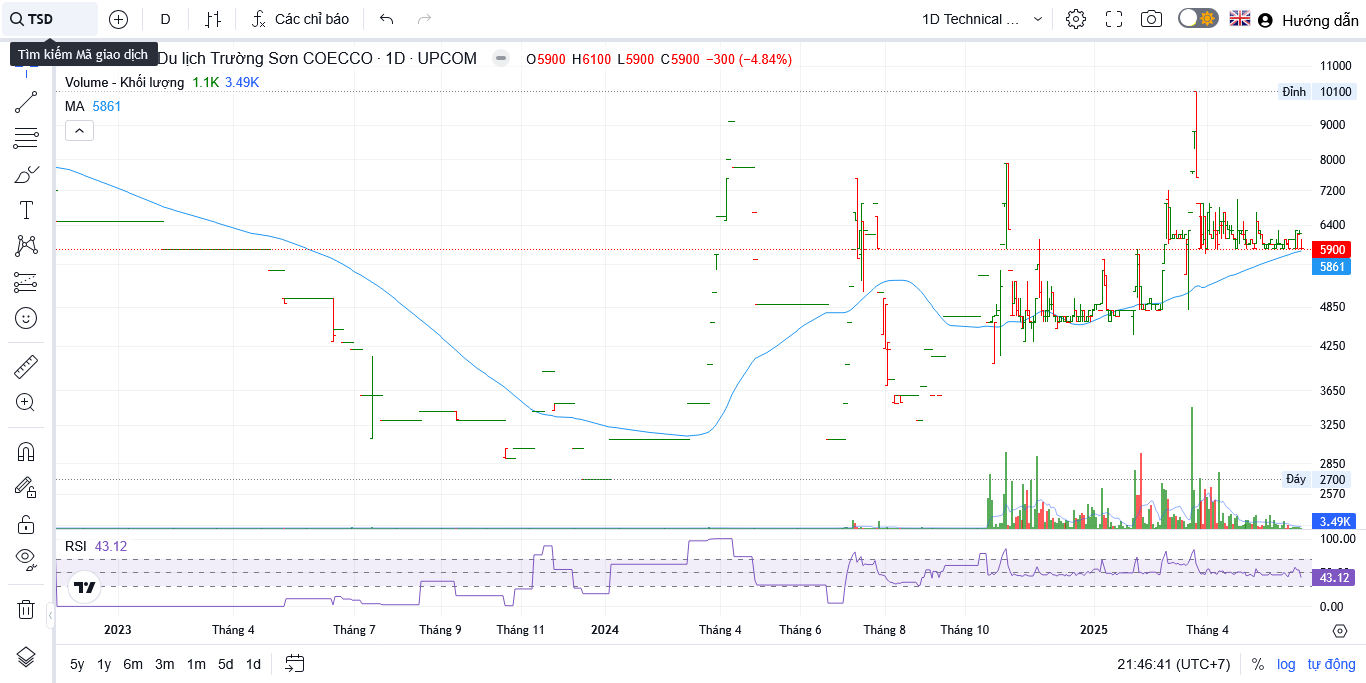 TSD
D
Các chỉ báo
1D Technical ...
Hướng dẫn
Tìm kiếm Mã giao dịch
Du lịch Trường Sơn COECCO · 1D · UPCOM
O5900 H6100 L5900 C5900 −300 (−4.84%)
Volume - Khối lượng 1.1K 3.49K
MA 5861
11000
Đỉnh 10100
9000
8000
7200
6400
5900
5861
4850
4250
3650
3250
2850
Đáy 2700
2570
3.49K
RSI 43.12
100.00
43.12
0.00
2023 Tháng 4 Tháng 7 Tháng 9 Tháng 11 2024 Tháng 4 Tháng 6 Tháng 8 Tháng 10 2025 Tháng 4
5y 1y 6m 3m 1m 5d 1d
21:46:41 (UTC+7) % log tự động